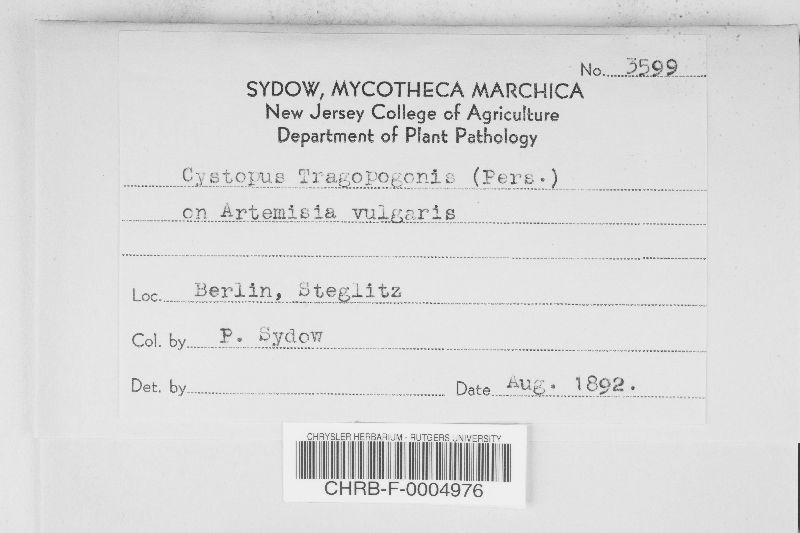 No. 3599
SYDOW, MYCOTHECA MARCHICA
New Jersey College of Agriculture
Department of Plant Pathology
Cystopus Tragopogonis (Pers.)
on Artemisia vulgaris
Loc. Berlin, Steglitz
Col. by P. Sydow
Det. by
Date Aug. 1892.
CHRYSLER HERBARIUM - RUTGERS UNIVERSITY
CHRB-F-0004976